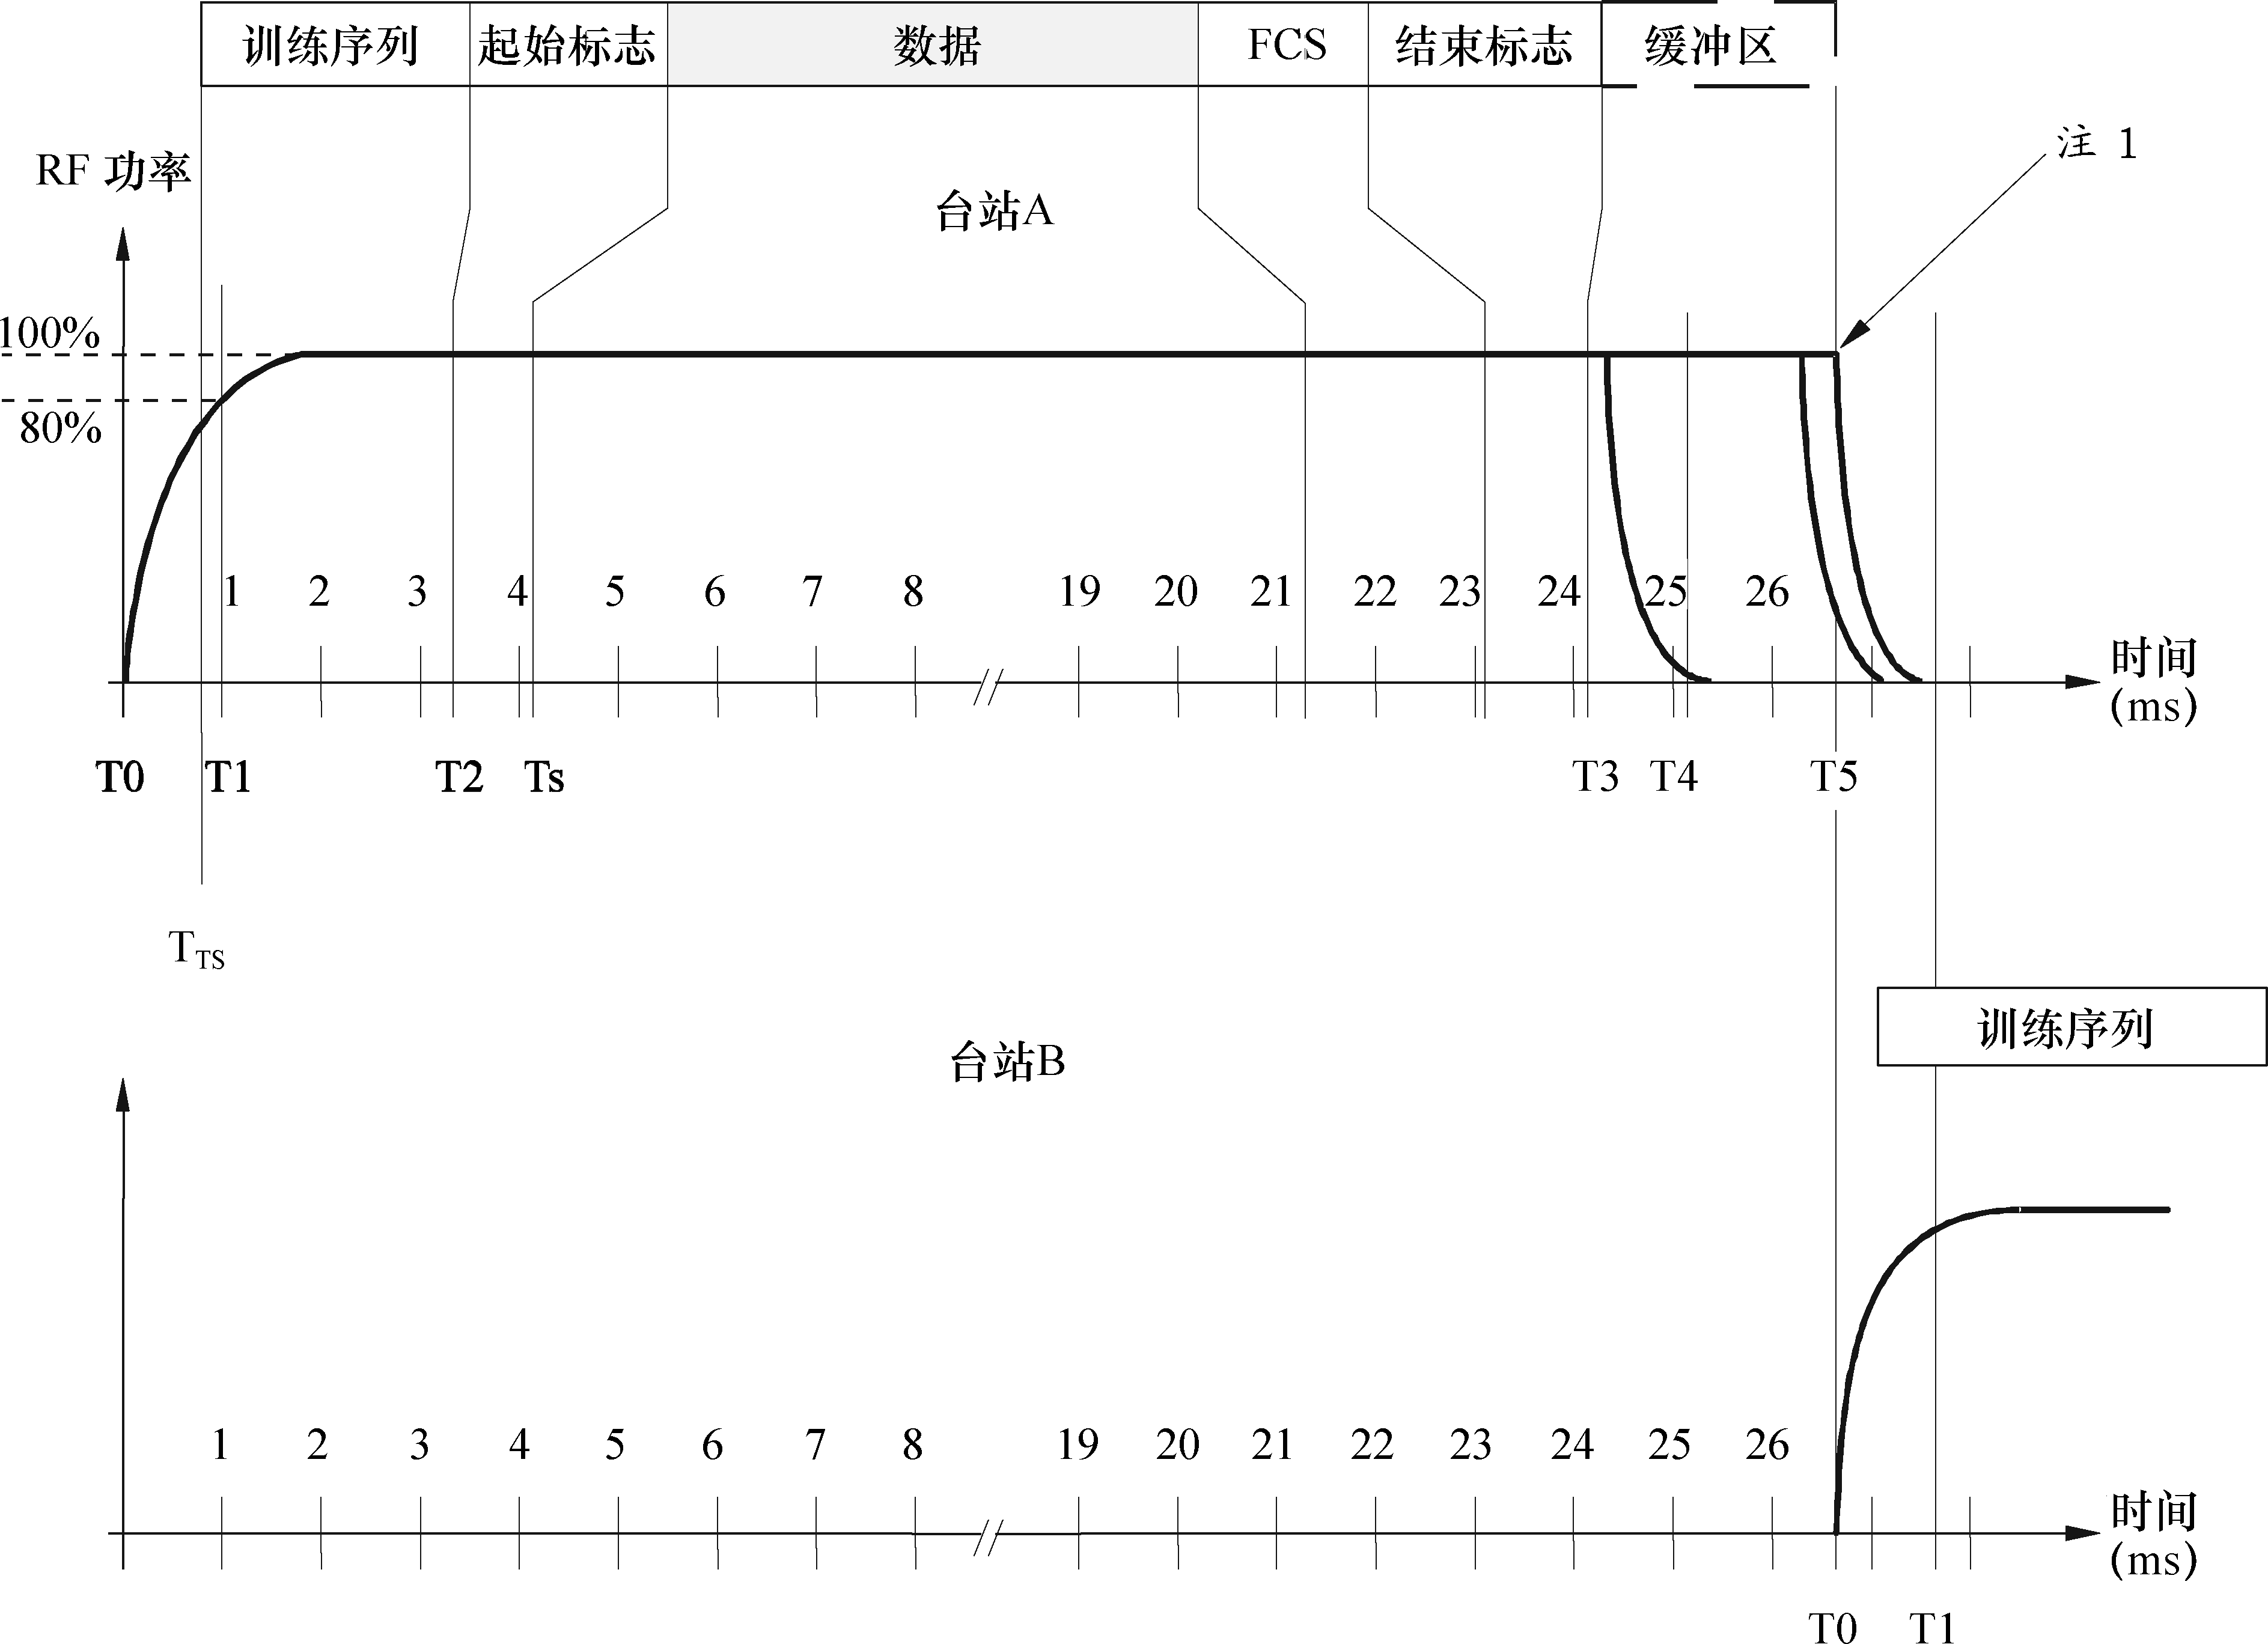 训练序列 起始标志 数据 FCS 结束标志 缓冲区
注 1
RF 功率
台站A
100%
80%
1 2 3 4 5 6 7 8 19 20 21 22 23 24 25 26
时间
(ms)
T0 T1 T2 Ts T3 T4 T5
TTS
训练序列
台站B
1 2 3 4 5 6 7 8 19 20 21 22 23 24 25 26
时间
(ms)
T0 T1